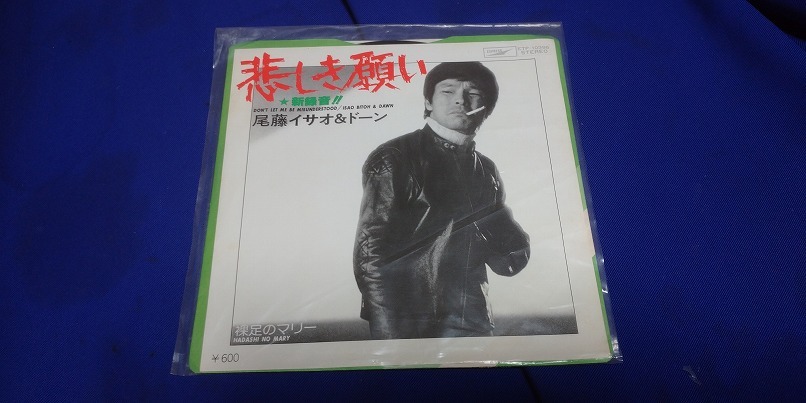 悲しき願い
★新録音!!
DON'T LET ME BE MISUNDERSTOOD / ISAO BITOH & DAWN
尾藤イサオ&ドーン
STEREO
裸足のマリー
HADASHI NO MARY
¥600